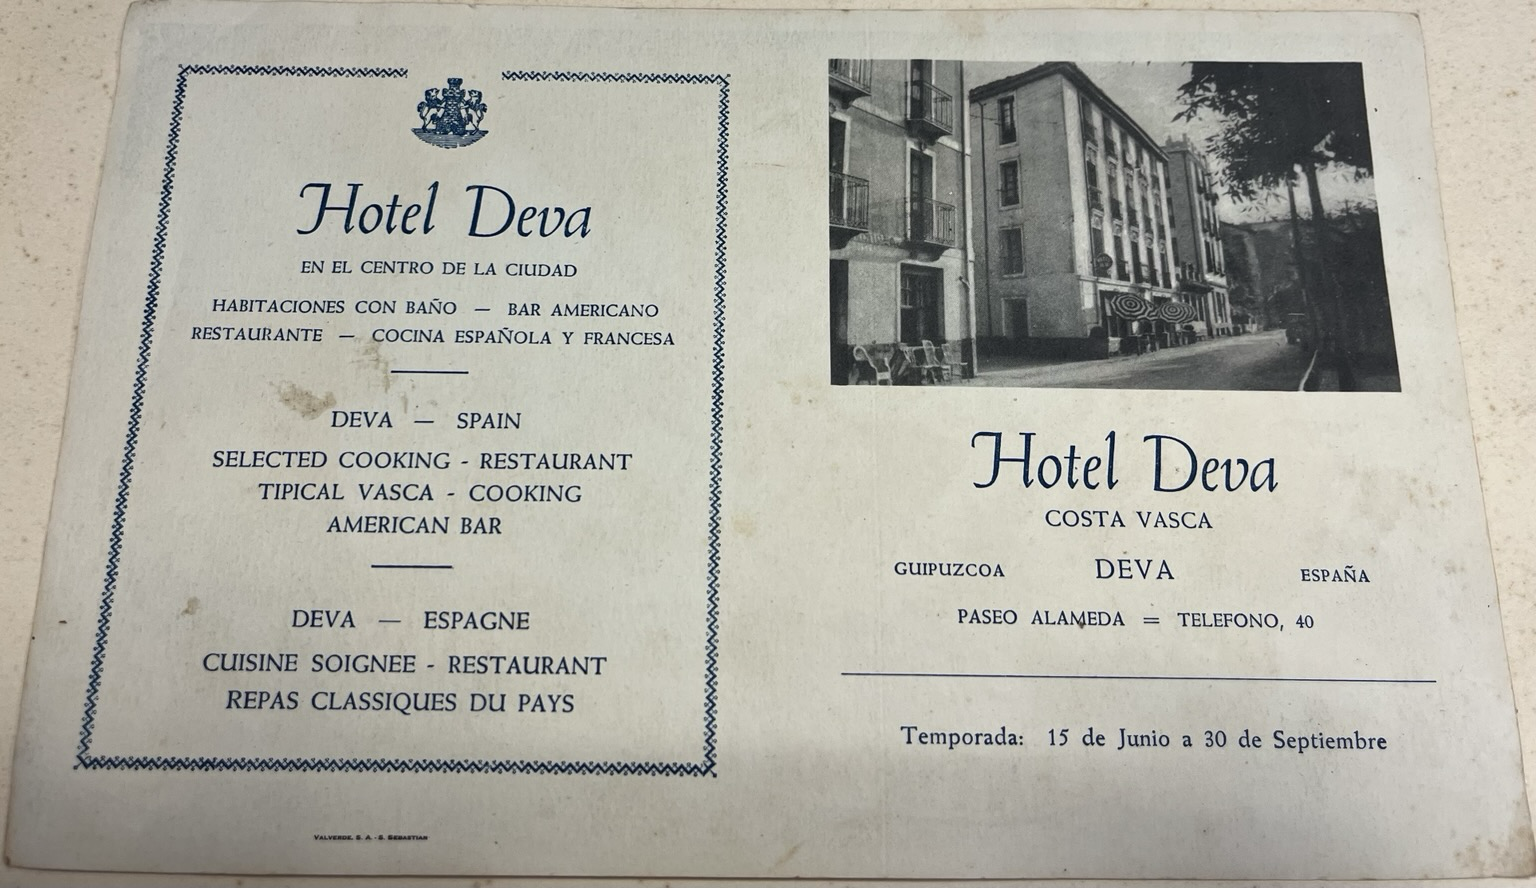 Hotel Deva
EN EL CENTRO DE LA CIUDAD
HABITACIONES CON BAÑO — BAR AMERICANO
RESTAURANTE — COCINA ESPAÑOLA Y FRANCESA
DEVA — SPAIN
SELECTED COOKING - RESTAURANT
TIPICAL VASCA - COOKING
AMERICAN BAR
DEVA — ESPAGNE
CUISINE SOIGNEE - RESTAURANT
REPAS CLASSIQUES DU PAYS
VALVERDE, S. A. - S. SEBASTIAN
Hotel Deva
COSTA VASCA
GUIPUZCOA DEVA ESPAÑA
PASEO ALAMEDA = TELEFONO, 40
Temporada: 15 de Junio a 30 de Septiembre